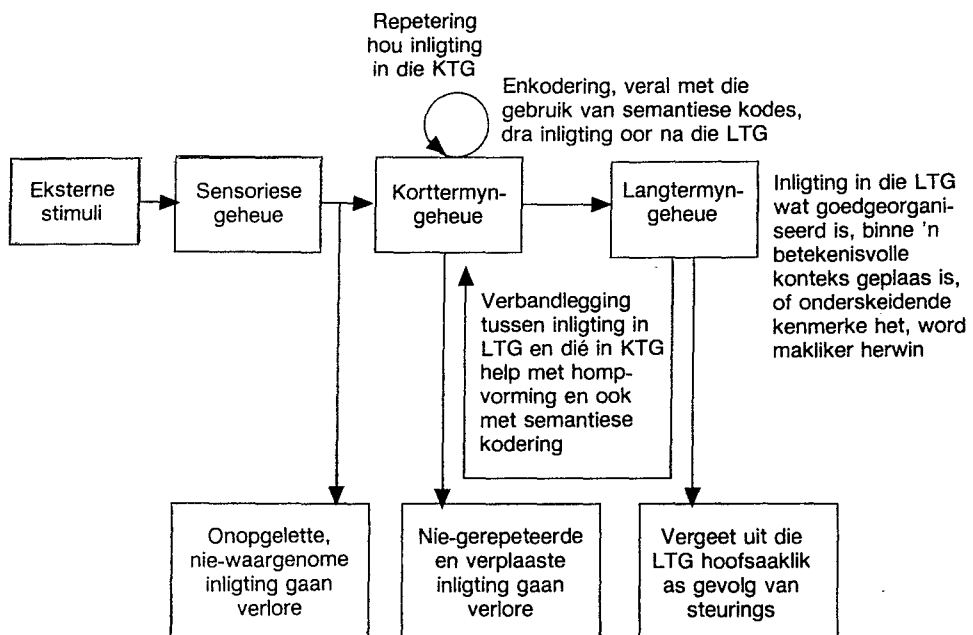 Repetering
hou inligting
in die KTG
Enkodering, veral met die
gebruik van semantiese kodes,
dra inligting oor na die LTG
Eksterne
stimuli
Sensoriese
geheue
Korttermyn-
geheue
Langtermyn-
geheue
Inligting in die LTG
wat goedgeorgani-
seerd is, binne 'n
betekenisvolle
konteks geplaas is,
of onderskeidende
kenmerke het, word
makliker herwin
Verbandlegging
tussen inligting in
LTG en dié in KTG
help met homp-
vorming en ook
met semantiese
kodering
Onopgelette,
nie-waargenome
inligting gaan
verlore
Nie-gerepeteerde
en verplaaste
inligting gaan
verlore
Vergeet uit die
LTG hoofsaaklik
as gevolg van
steurings